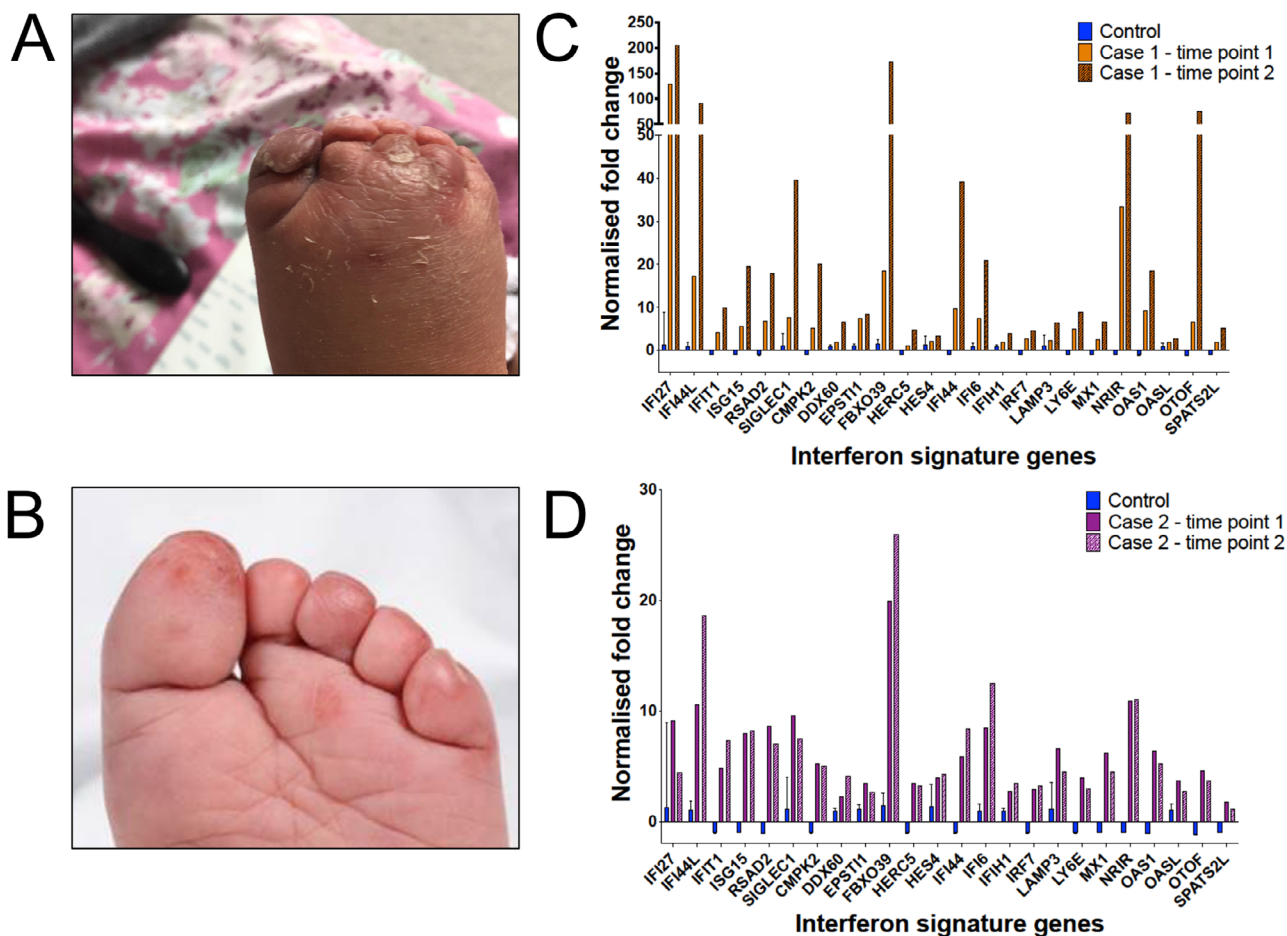 A
B
C
250
200
150
100
50
50
40
30
20
10
0
Normalised fold change
Control
Case 1 - time point 1
Case 1 - time point 2
IFI27
IFI44L
IFIT1
ISG15
RSAD2
SIGLEC1
CMPK2
DDX60
EPSTI1
FBXO39
HERC5
HES4
IFI44
IFI6
IFIH1
IRF7
LAMP3
LY6E
MX1
NRIR
OAS1
OASL
OTOF
SPATS2L
Interferon signature genes
D
30
20
10
0
Normalised fold change
Control
Case 2 - time point 1
Case 2 - time point 2
IFI27
IFI44L
IFIT1
ISG15
RSAD2
SIGLEC1
CMPK2
DDX60
EPSTI1
FBXO39
HERC5
HES4
IFI44
IFI6
IFIH1
IRF7
LAMP3
LY6E
MX1
NRIR
OAS1
OASL
OTOF
SPATS2L
Interferon signature genes